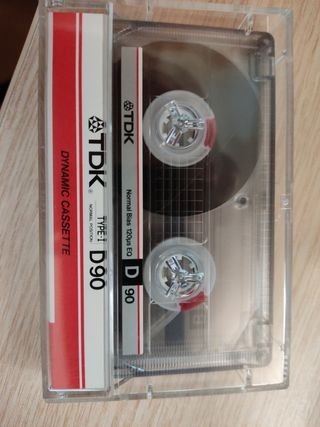 TDK®
TYPE I
NORMAL POSITION
D90
DYNAMIC CASSETTE
TDK
Normal Bias 120µs EQ
D 90